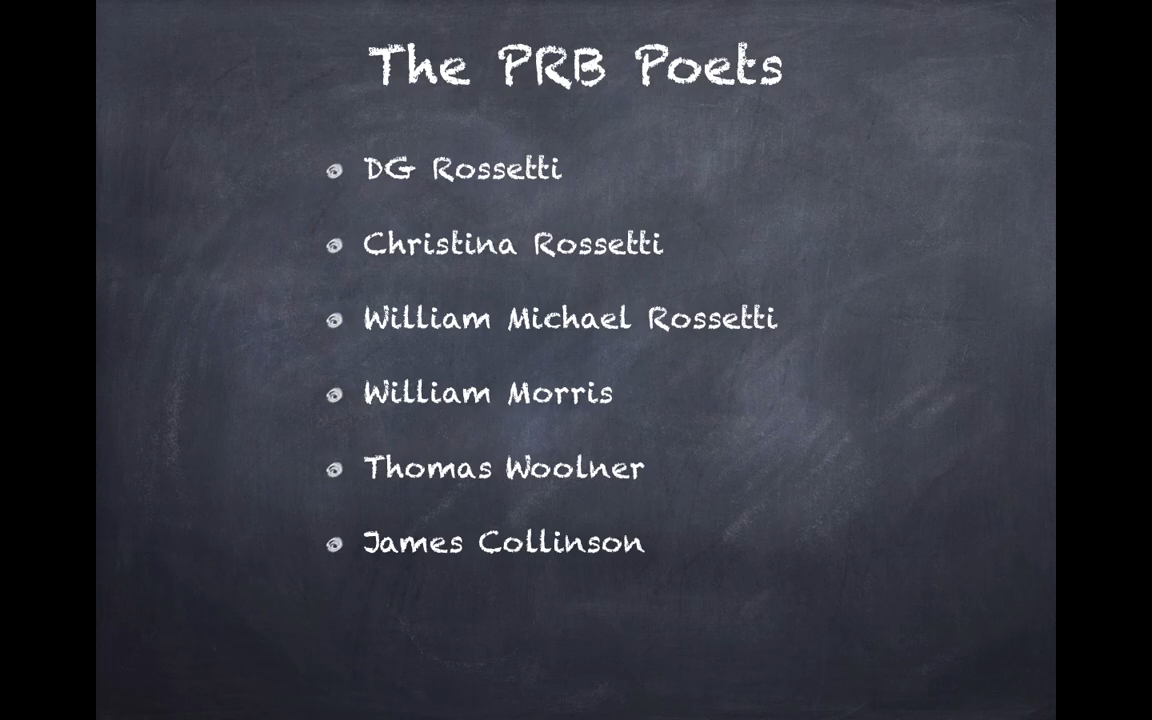 The PRB Poets
DG Rossetti
Christina Rossetti
William Michael Rossetti
William Morris
Thomas Woolner
James Collinson